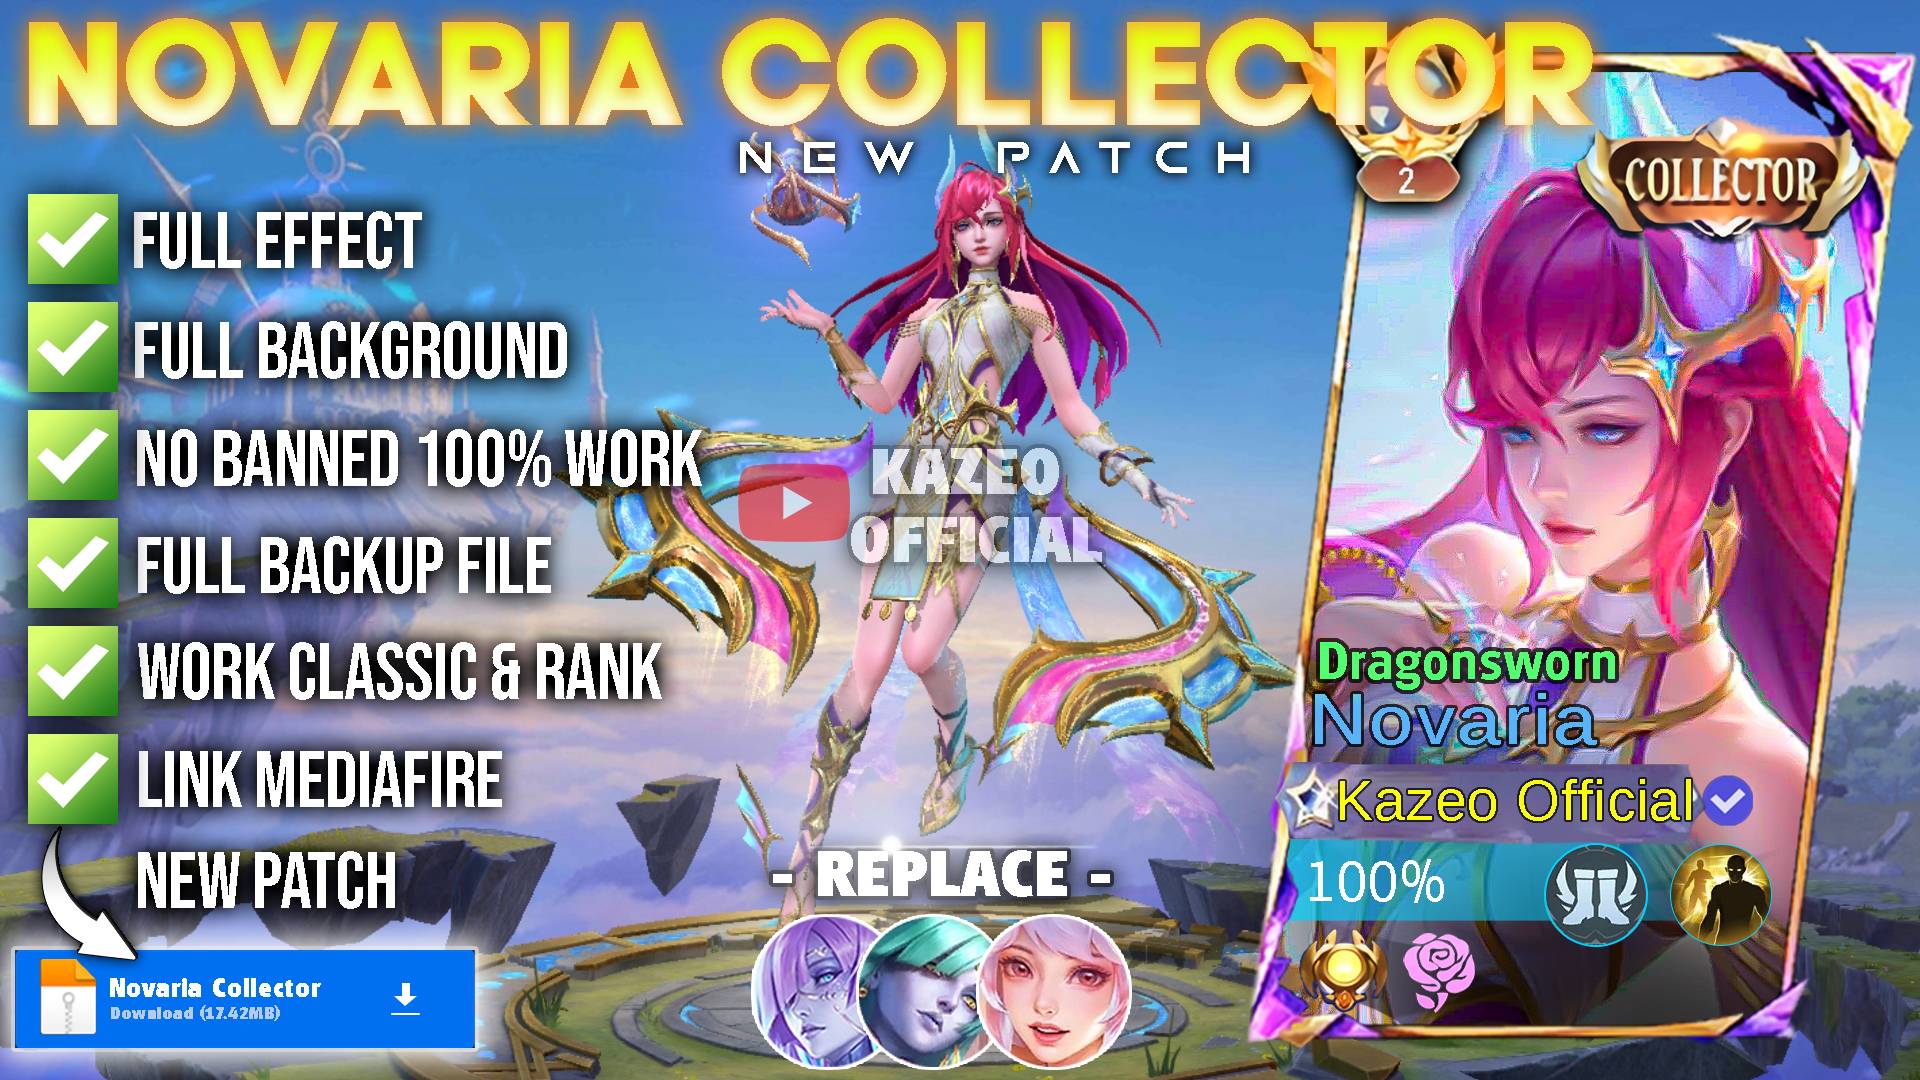 NOVARIA COLLECTOR
NEW PATCH
2
COLLECTOR
FULL EFFECT
FULL BACKGROUND
NO BANNED 100% WORK
FULL BACKUP FILE
WORK CLASSIC & RANK
LINK MEDIAFIRE
NEW PATCH
Novaria Collector
Download (17.42MB)
KAZEO
OFFICIAL
- REPLACE -
Dragonsworn
Novaria
Kazeo Official
100%